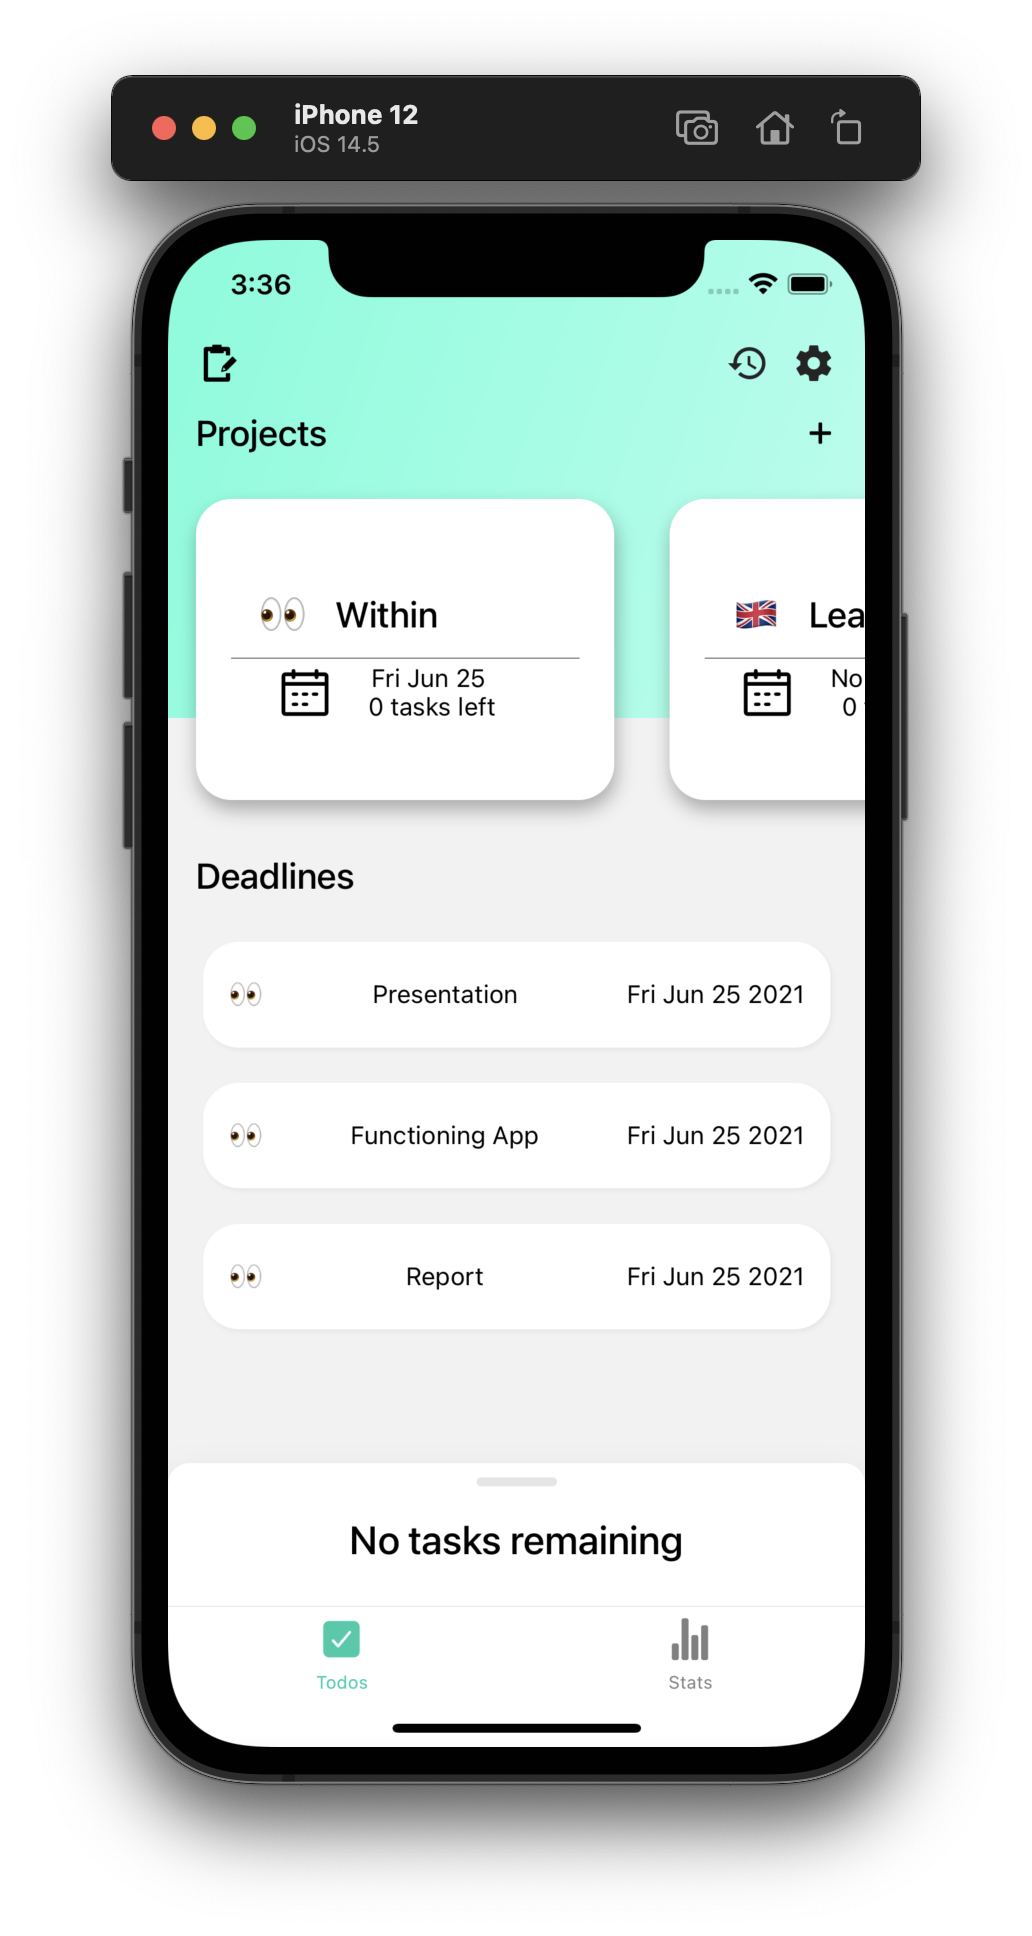 iPhone 12
iOS 14.5
3:36
Projects
+
Within
Fri Jun 25
0 tasks left
Lea
No
0
Deadlines
Presentation Fri Jun 25 2021
Functioning App Fri Jun 25 2021
Report Fri Jun 25 2021
No tasks remaining
Todos Stats